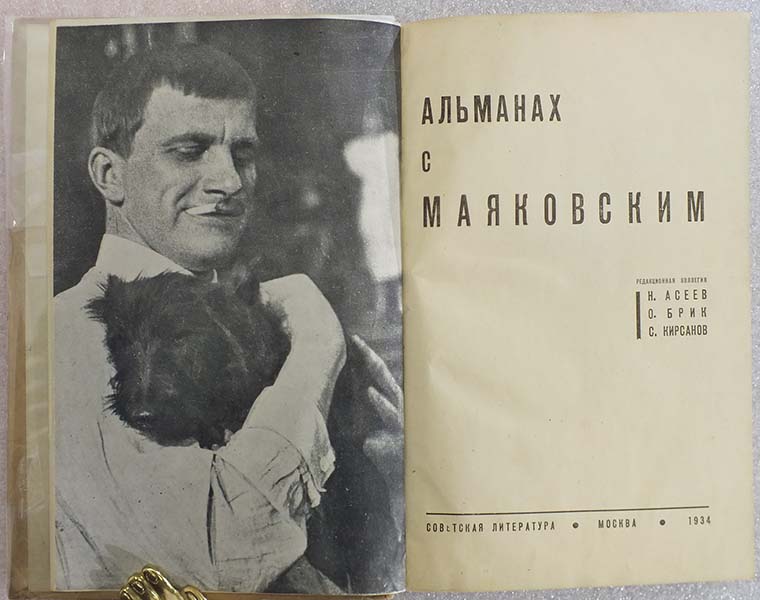 АЛЬМАНАХ
С
МАЯКОВСКИМ
РЕДАКЦИОННАЯ КОЛЛЕГИЯ
Н. АСЕЕВ
О. БРИК
С. КИРСАНОВ
СОВЕТСКАЯ ЛИТЕРАТУРА • МОСКВА • 1934